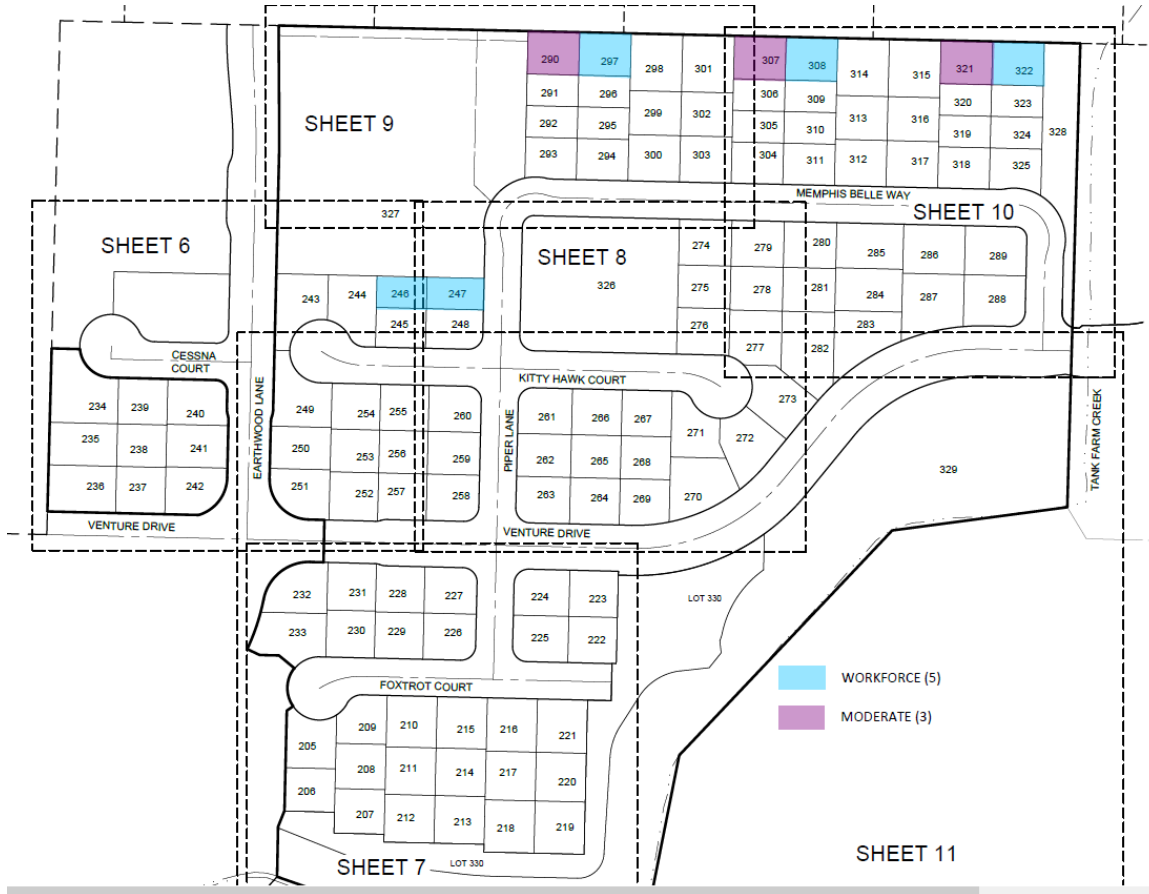 290 297 298 301 307 308 314 315 321 322
291 296 299 302 306 309 313 316 320 323
292 295 305 310 319 324 328
293 294 300 303 304 311 312 317 318 325
SHEET 9
MEMPHIS BELLE WAY
SHEET 10
327
SHEET 6
SHEET 8
326
274 279 280 285 286 289
275 278 281 284 287 288
276 277 282 283
243 244 246 247
245 248
CESSNA
COURT
KITTY HAWK COURT
EARTHWOOD LANE
PIPER LANE
TANK FARM CREEK
234 239 240
235 238 241
236 237 242
249 254 255 260
250 253 256 259
251 252 257 258
261 266 267 271 272 273
262 265 268
263 264 269 270
329
VENTURE DRIVE
VENTURE DRIVE
232 231 228 227 224 223
233 230 229 226 225 222
LOT 330
FOXTROT COURT
WORKFORCE (5)
MODERATE (3)
205 209 210 215 216 221
206 208 211 214 217 220
207 212 213 218 219
SHEET 7
LOT 330
SHEET 11